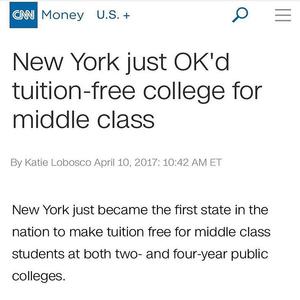 CNN Money U.S. +
New York just OK'd
tuition-free college for
middle class
By Katie Lobosco April 10, 2017: 10:42 AM ET
New York just became the first state in the
nation to make tuition free for middle class
students at both two- and four-year public
colleges.